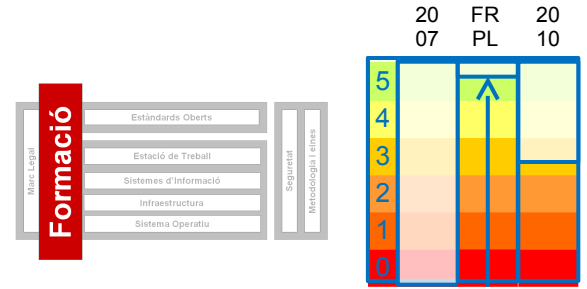 Marc Legal
Formació
Estàndards Oberts
Estació de Treball
Sistemes d'Informació
Infraestructura
Sistema Operatiu
Seguretat
Metodologia i eines
20 FR 20
07 PL 10
5
4
3
2
1
0